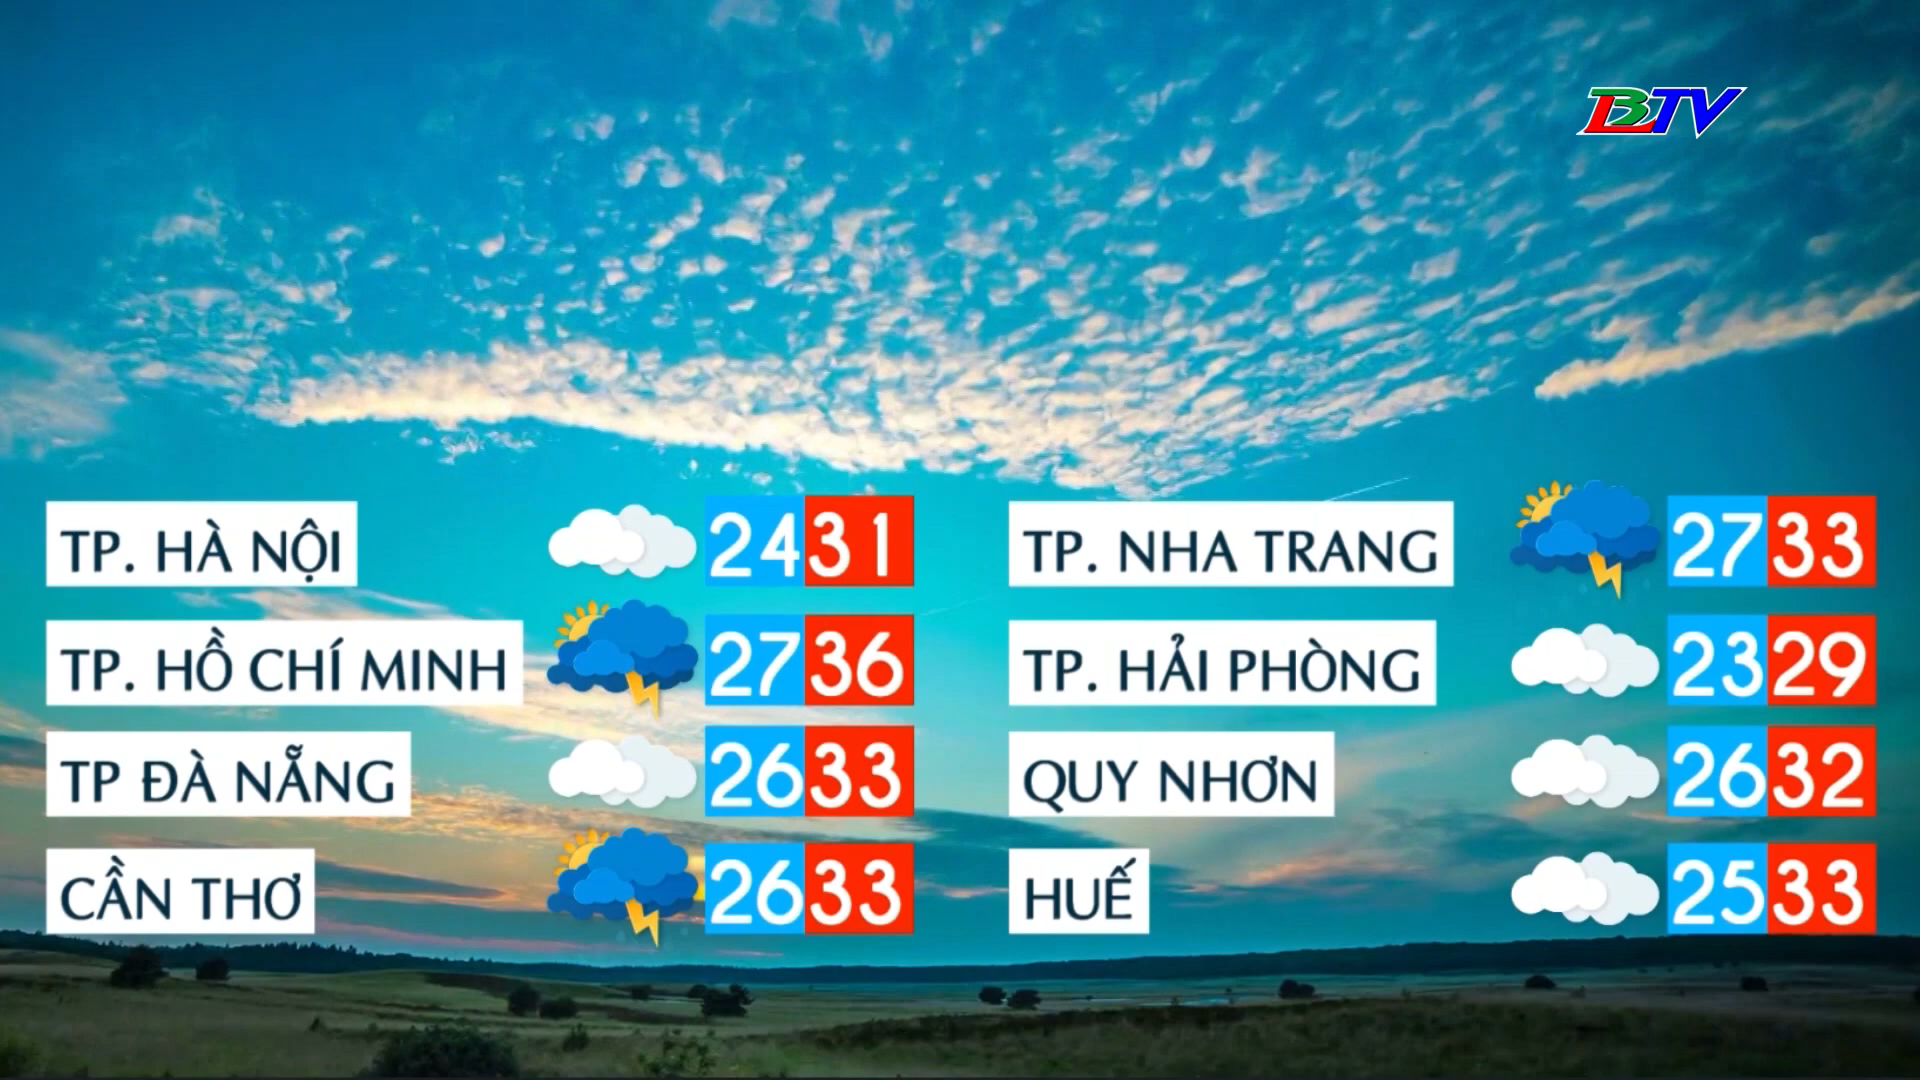 BTV
TP. HÀ NỘI 24 31
TP. HỒ CHÍ MINH 27 36
TP ĐÀ NẴNG 26 33
CẦN THƠ 26 33
TP. NHA TRANG 27 33
TP. HẢI PHÒNG 23 29
QUY NHƠN 26 32
HUẾ 25 33